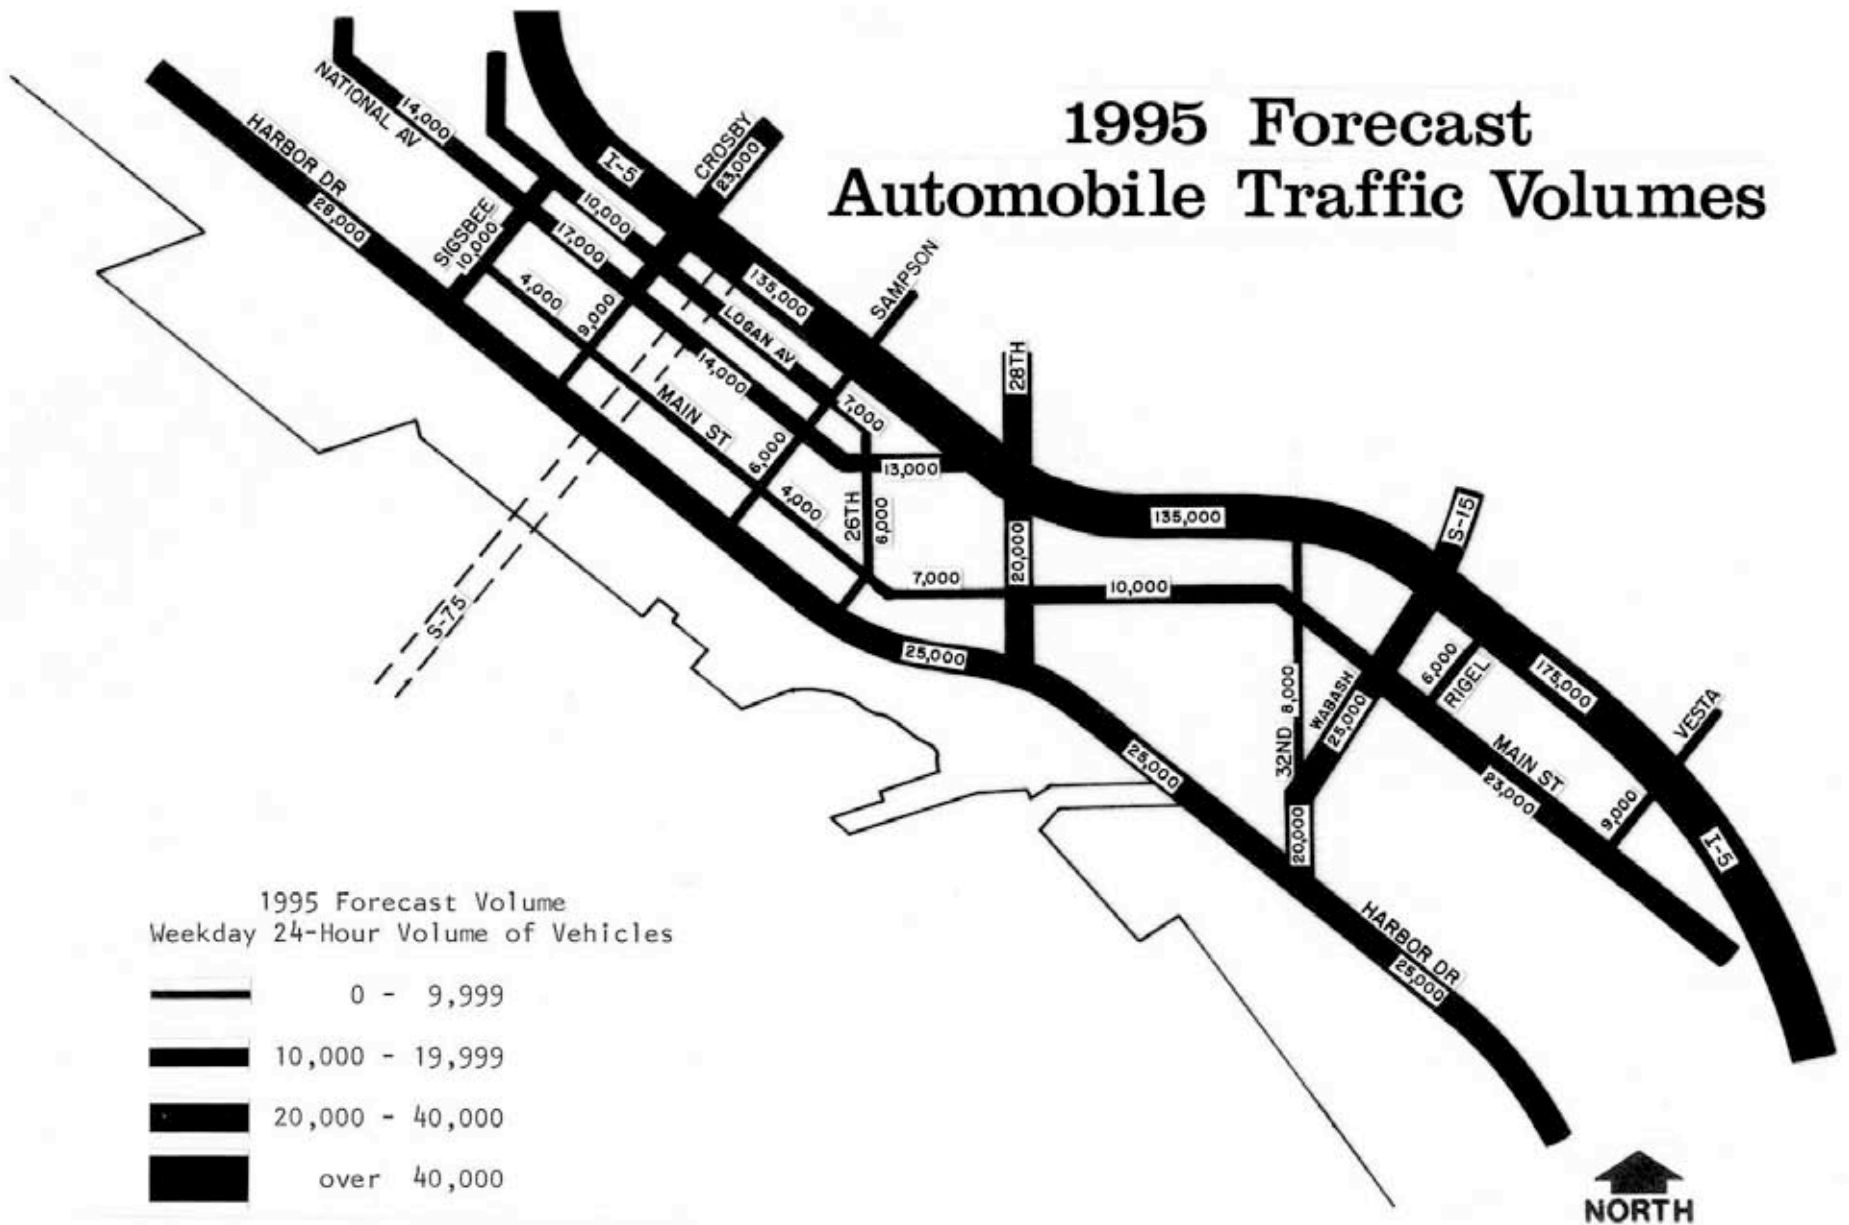 1995 Forecast
Automobile Traffic Volumes
NATIONAL AV
14,000
HARBOR DR
28,000
I-5
CROSBY
23,000
SIGSBEE
10,000
10,000
17,000
4,000
9,000
135,000
SAMPSON
LOGAN AV
14,000
MAIN ST
7,000
6,000
28TH
13,000
4,000
26TH
6,000
20,000
135,000
S-15
7,000
10,000
S-75
25,000
6,000
RIGEL
175,000
VESTA
32ND 8,000
WABASH
25,000
25,000
MAIN ST
23,000
9,000
I-5
20,000
HARBOR DR
25,000
1995 Forecast Volume
Weekday 24-Hour Volume of Vehicles
0 - 9,999
10,000 - 19,999
20,000 - 40,000
over 40,000
NORTH